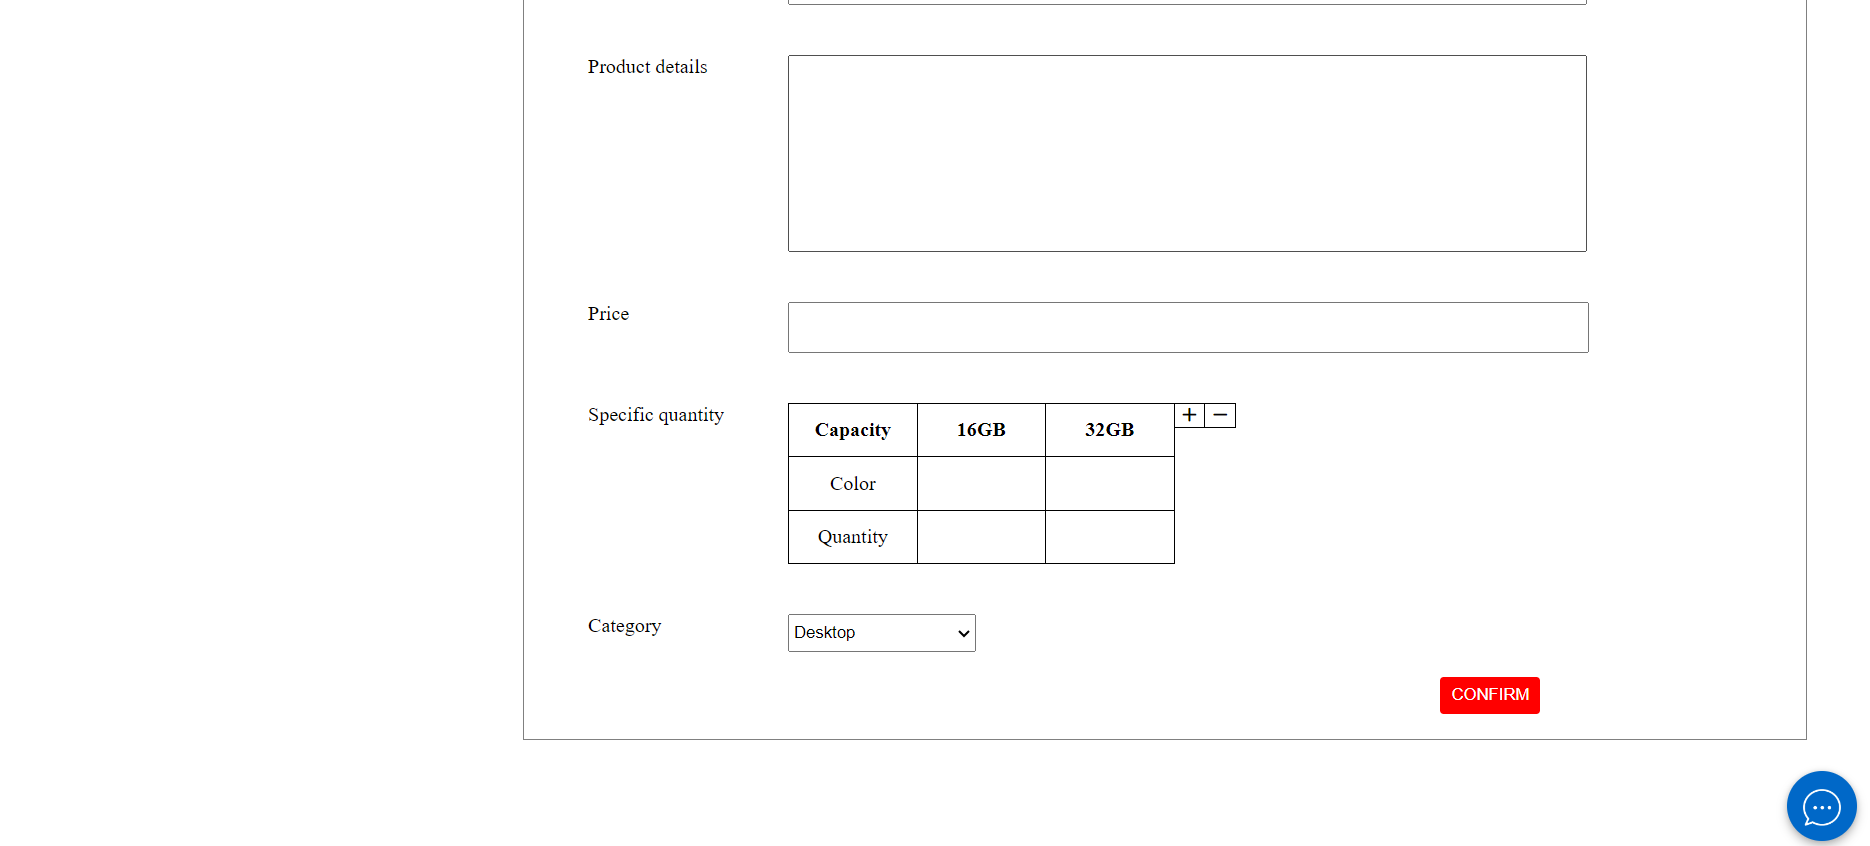 Product details
Price
Specific quantity
Capacity 16GB 32GB + −
Color
Quantity
Category
Desktop
CONFIRM